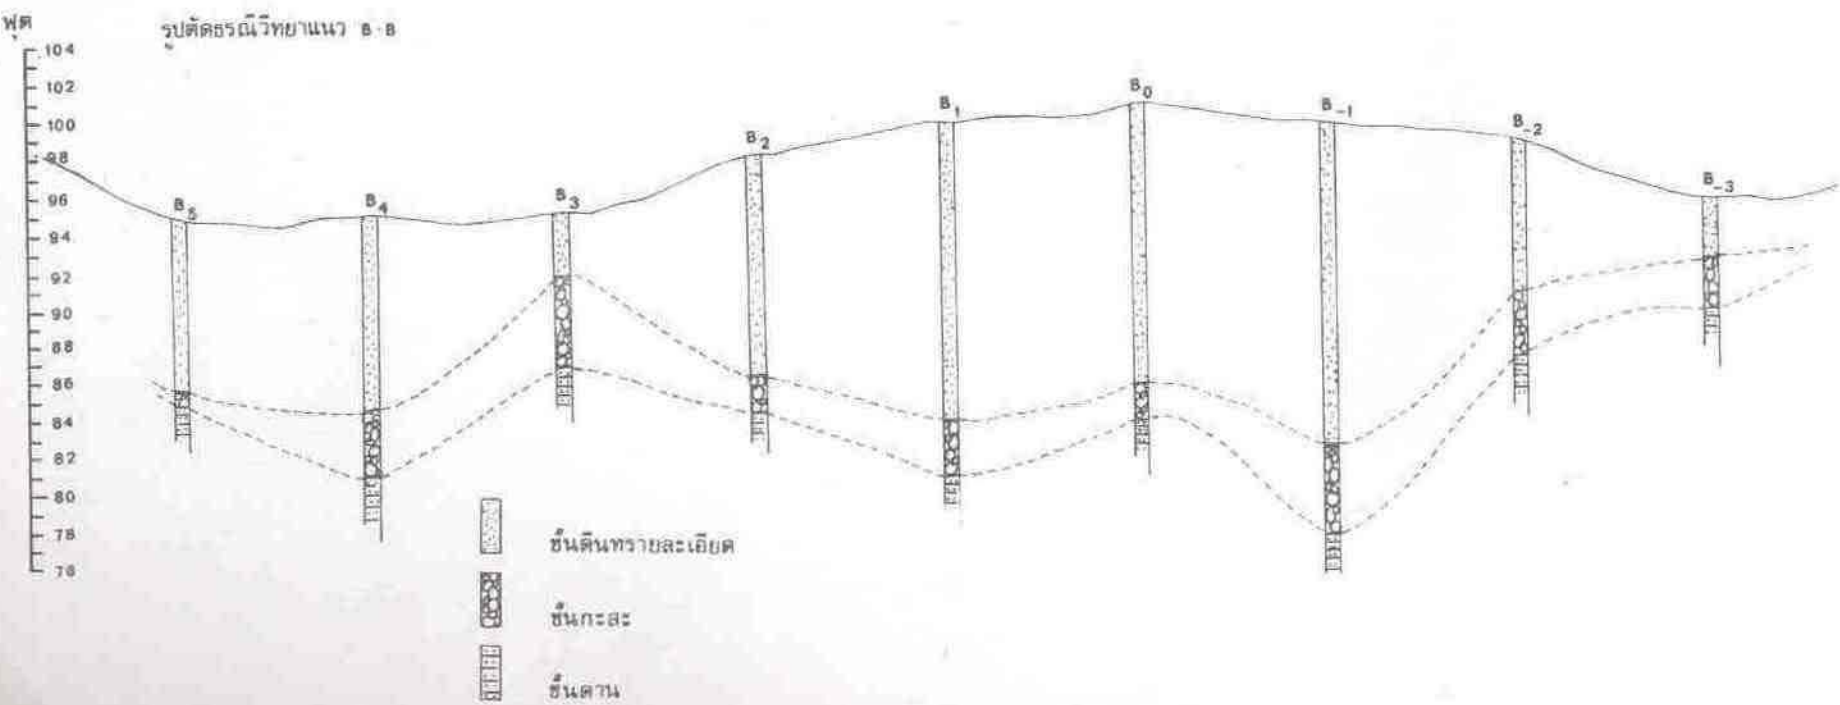 ฟุต
รูปตัดธรณีวิทยาแนว B-B
104
102
100
98
96
94
92
90
88
86
84
82
80
78
76
B5
B4
B3
B2
B1
B0
B-1
B-2
B-3
ชั้นดินทรายละเอียด
ชั้นกะสะ
ชั้นดาน